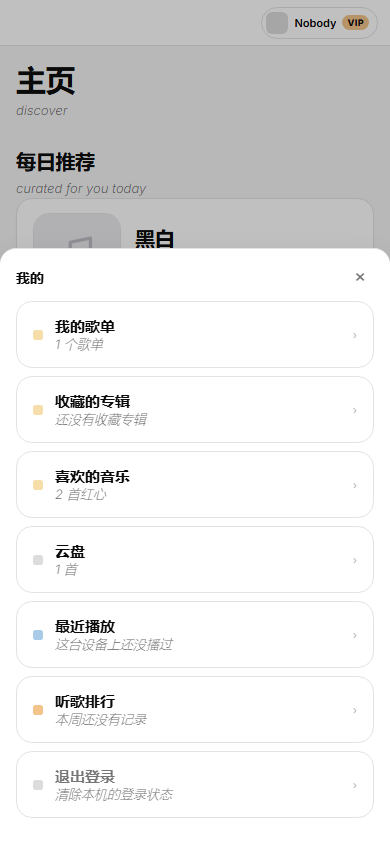 Nobody VIP
主页
discover
每日推荐
curated for you today
黑白
我的
×
我的歌单
1 个歌单
›
收藏的专辑
还没有收藏专辑
›
喜欢的音乐
2 首红心
›
云盘
1 首
›
最近播放
这台设备上还没播过
›
听歌排行
本周还没有记录
›
退出登录
清除本机的登录状态
›